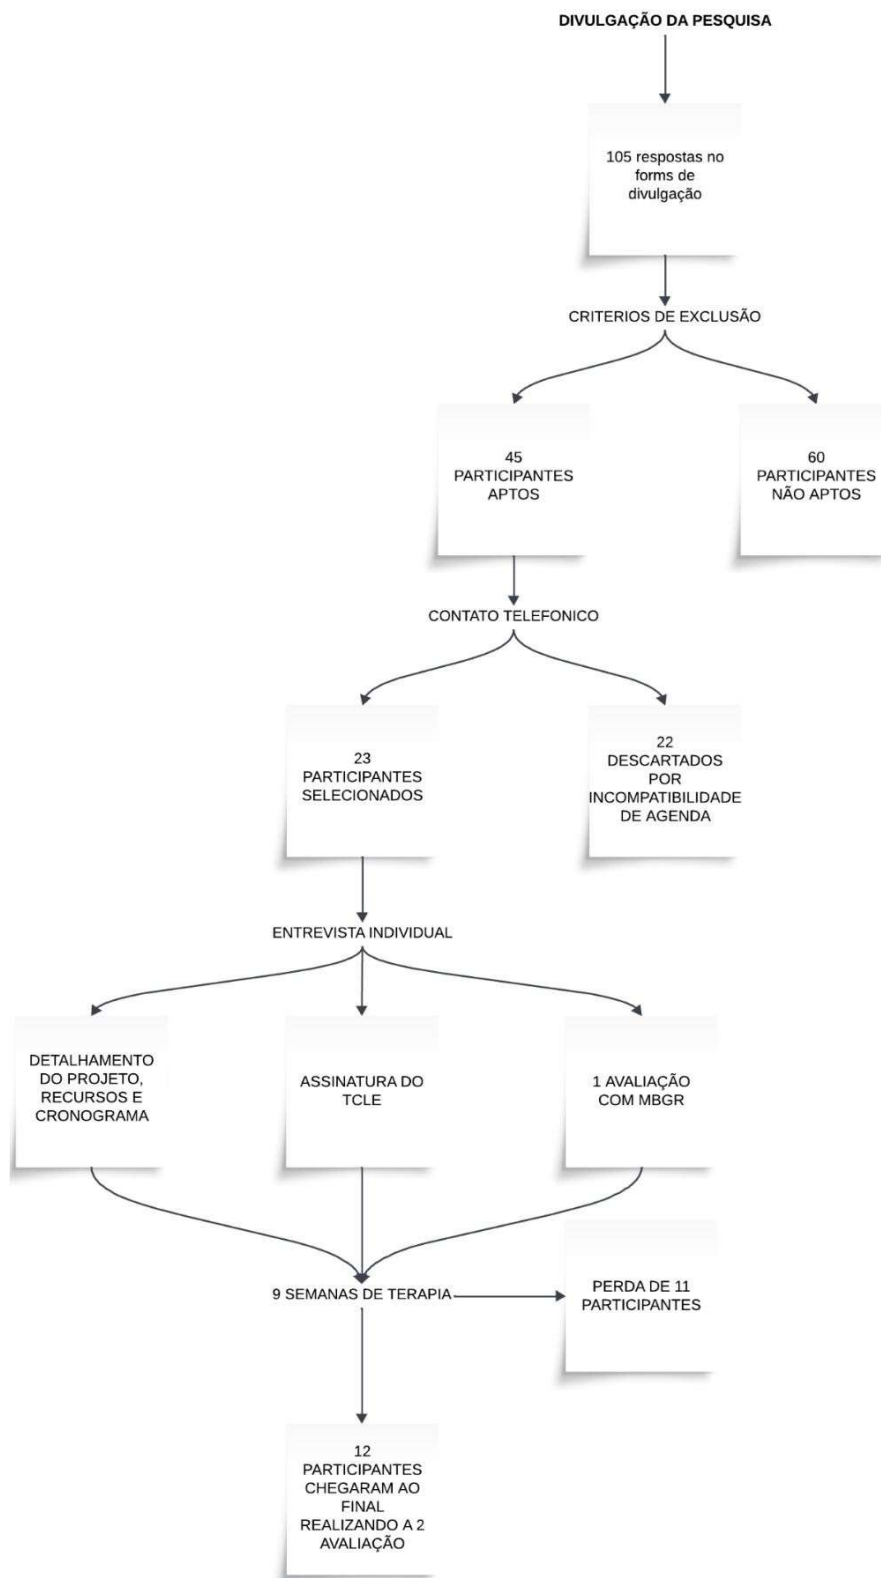 DIVULGAÇÃO DA PESQUISA
105 respostas no
forms de
divulgação
CRITERIOS DE EXCLUSÃO
45
PARTICIPANTES
APTOS
60
PARTICIPANTES
NÃO APTOS
CONTATO TELEFONICO
23
PARTICIPANTES
SELECIONADOS
22
DESCARTADOS
POR
INCOMPATIBILIDADE
DE AGENDA
ENTREVISTA INDIVIDUAL
DETALHAMENTO
DO PROJETO,
RECURSOS E
CRONOGRAMA
ASSINATURA DO
TCLE
1 AVALIAÇÃO
COM MBGR
9 SEMANAS DE TERAPIA
PERDA DE 11
PARTICIPANTES
12
PARTICIPANTES
CHEGARAM AO
FINAL
REALIZANDO A 2
AVALIAÇÃO